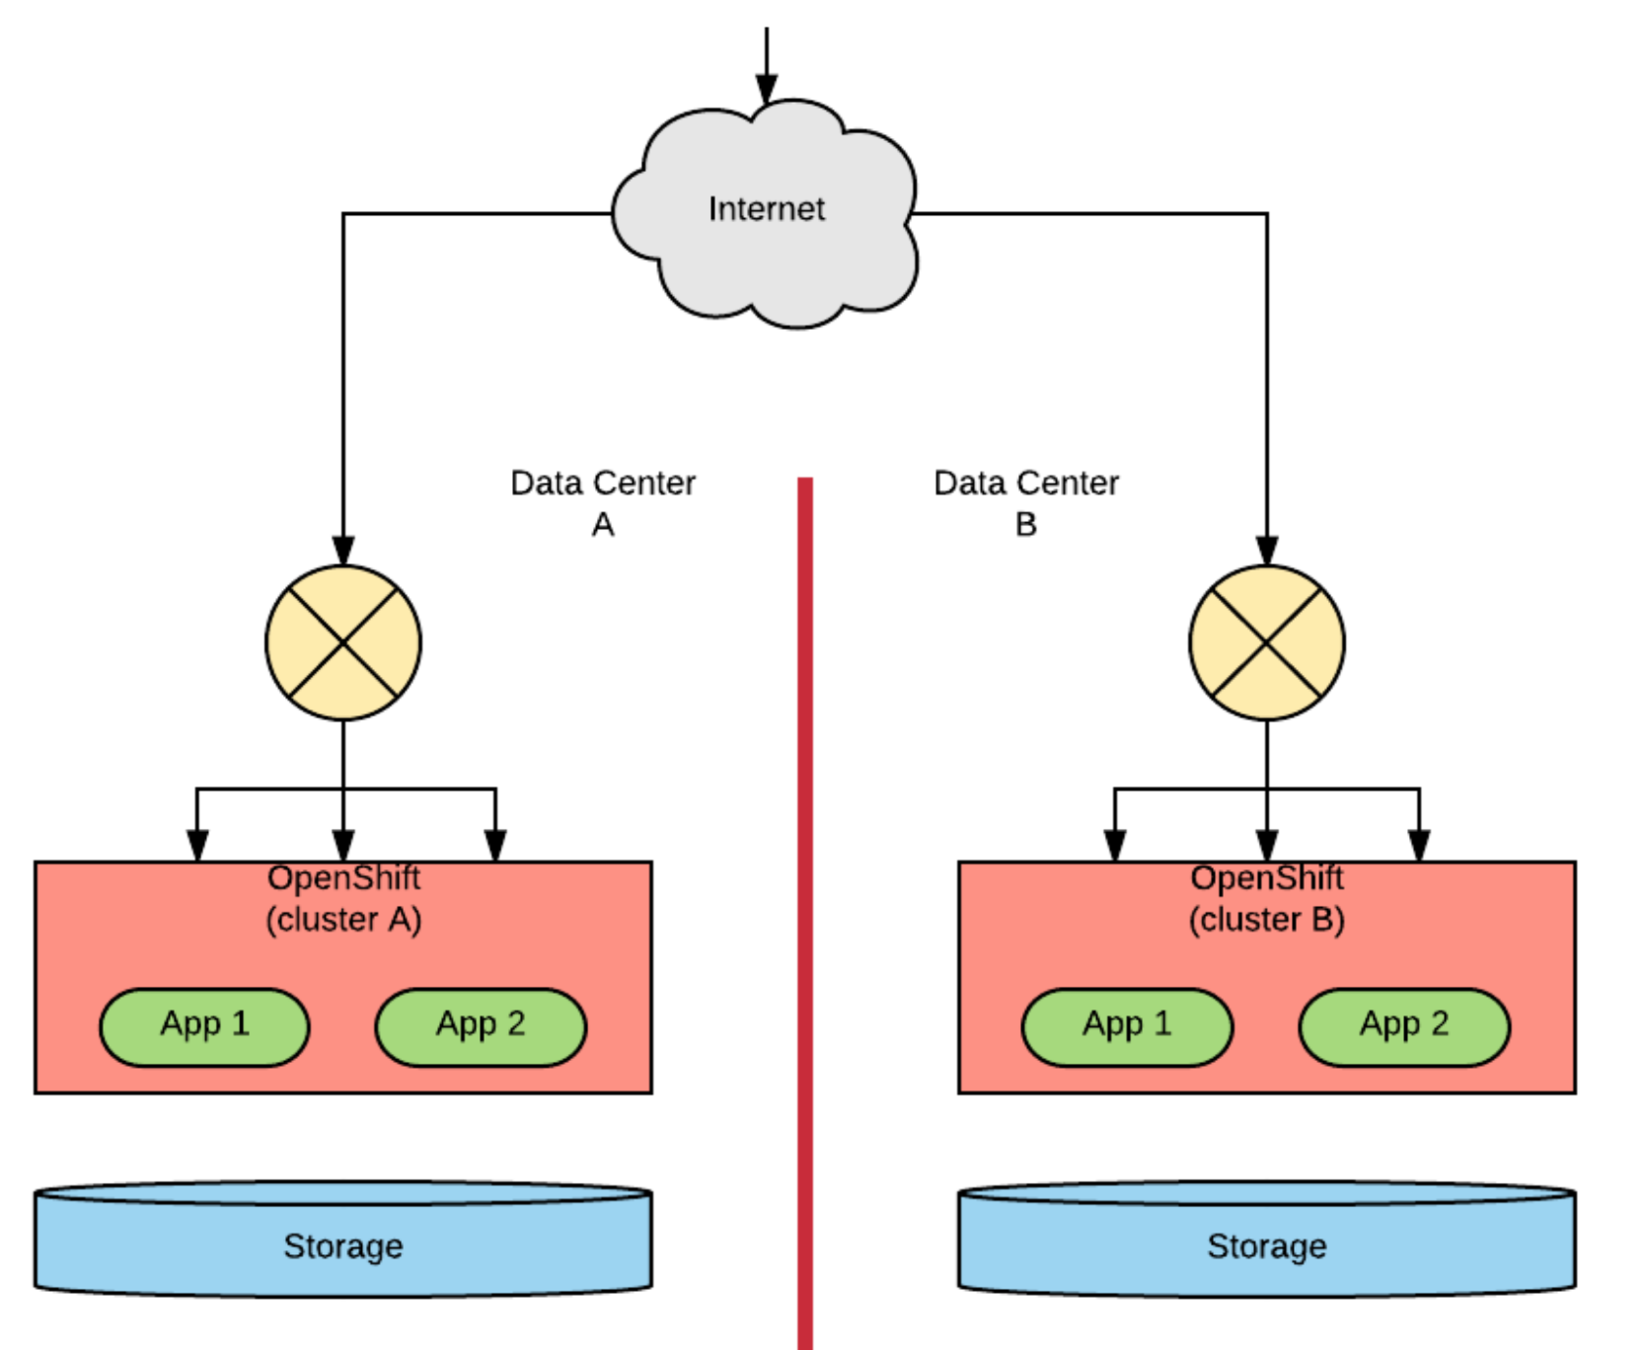 Internet
Data Center
A
Data Center
B
OpenShift
(cluster A)
App 1
App 2
Storage
OpenShift
(cluster B)
App 1
App 2
Storage